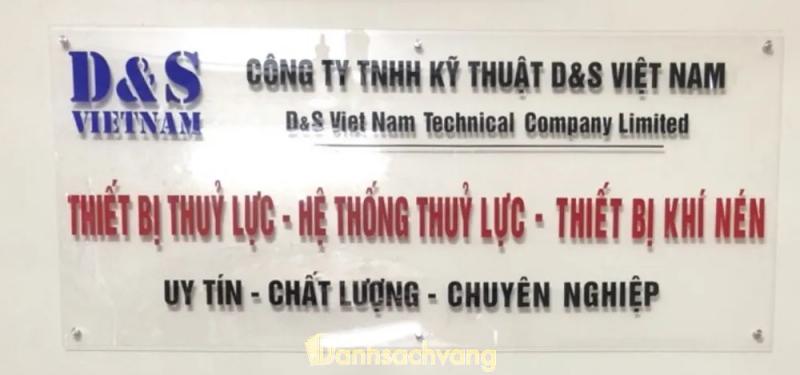 D&S
VIETNAM
CÔNG TY TNHH KỸ THUẬT D&S VIỆT NAM
D&S Viet Nam Technical Company Limited
THIẾT BỊ THUỶ LỰC - HỆ THỐNG THUỶ LỰC - THIẾT BỊ KHÍ NÉN
UY TÍN - CHẤT LƯỢNG - CHUYÊN NGHIỆP
Danhsachvang